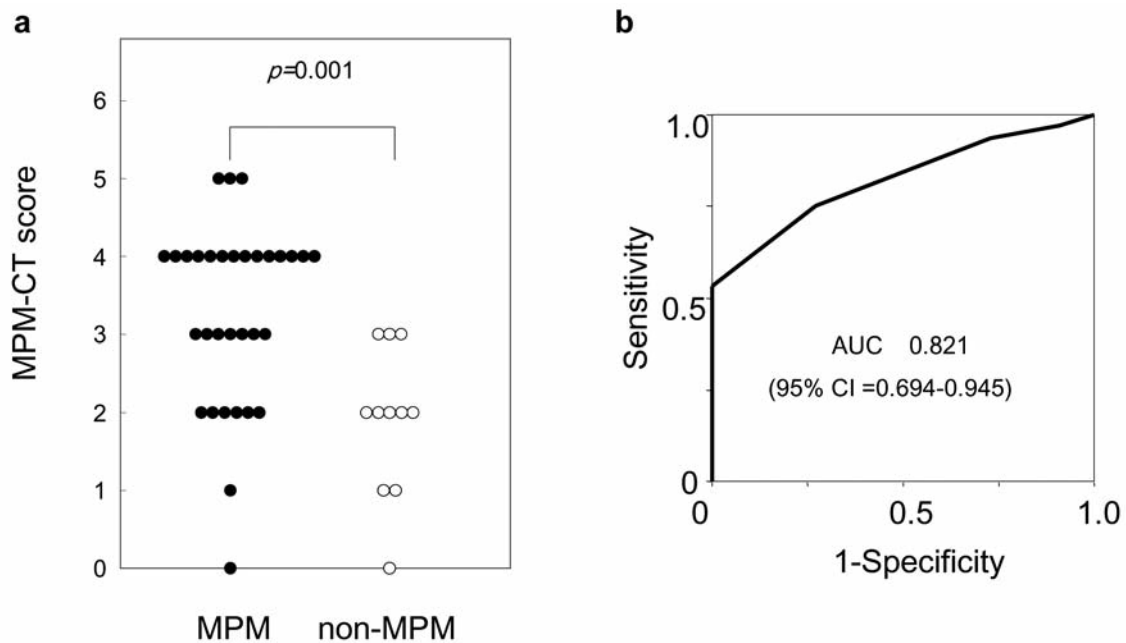 a
p=0.001
6
5
4
3
2
1
0
MPM-CT score
MPM
non-MPM
b
1.0
0.5
0
Sensitivity
AUC 0.821
(95% CI =0.694-0.945)
0
0.5
1.0
1-Specificity